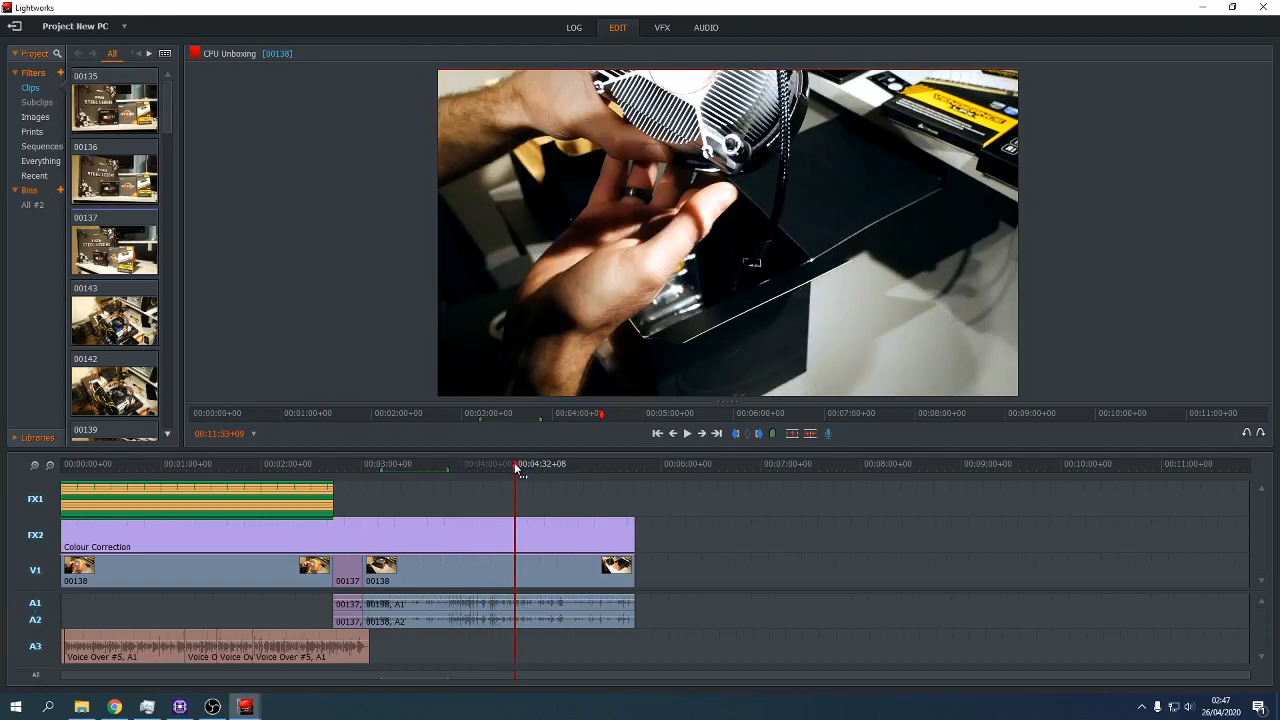 Lightworks
Project New PC
LOG EDIT VFX AUDIO
Project All
CPU Unboxing [00138]
Filters
Clips
Subclips
Images
Prints
Sequences
Everything
Recent
Bins
All #2
Libraries
00135
00136
00137
00143
00142
00139
00:00:00+00 00:01:00+00 00:02:00+00 00:03:00+00 00:04:00+00 00:05:00+00 00:06:00+00 00:07:00+00 00:08:00+00 00:09:00+00 00:10:00+00 00:11:00+00
00:11:53+09
00:00:00+00 00:01:00+00 00:02:00+00 00:03:00+00 00:04:00+00 00:04:32+08 00:06:00+00 00:07:00+00 00:08:00+00 00:09:00+00 00:10:00+00 00:11:00+00
FX1
FX2
Colour Correction
V1
00138 00137 00138
A1 00137, 00138, A1
A2 00137, 00138, A2
A3
Voice Over #5, A1 Voice O Voice Ov Voice Over #5, A1
All
02:47
26/04/2020